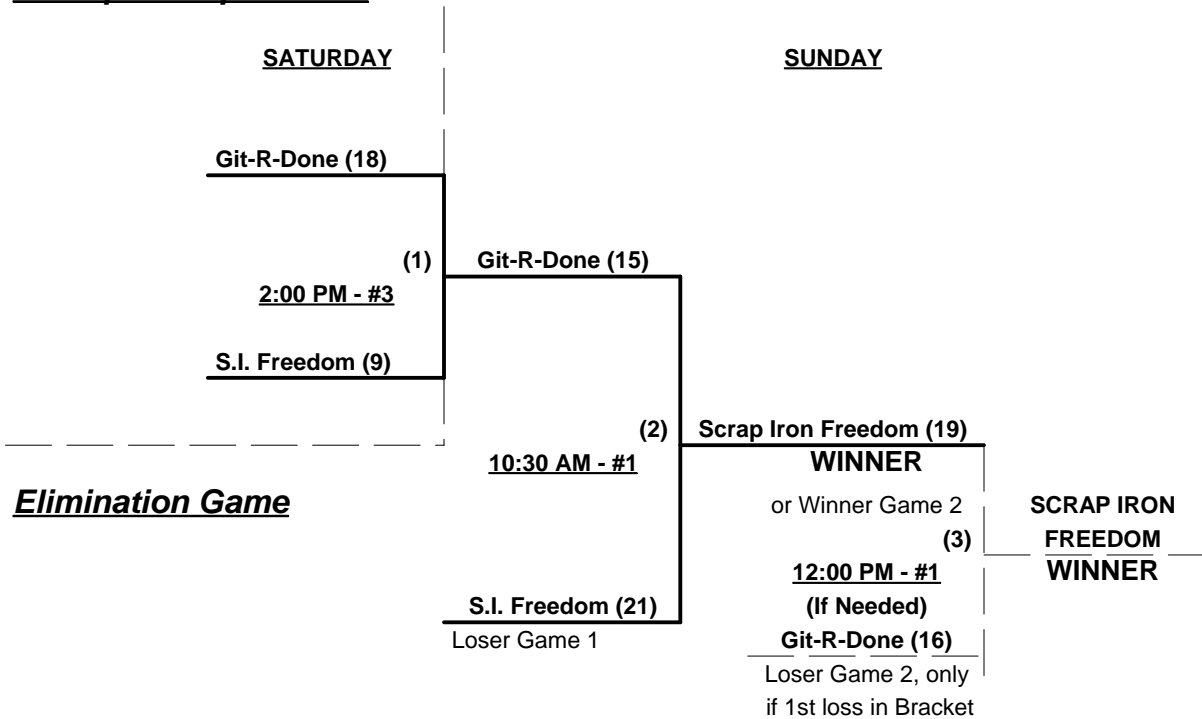 SATURDAY
SUNDAY
Git-R-Done (18)
(1)
Git-R-Done (15)
2:00 PM - #3
S.I. Freedom (9)
(2)
Scrap Iron Freedom (19)
10:30 AM - #1
WINNER
Elimination Game
or Winner Game 2
SCRAP IRON
(3)
FREEDOM
12:00 PM - #1
WINNER
(If Needed)
S.I. Freedom (21)
Loser Game 1
Git-R-Done (16)
Loser Game 2, only
if 1st loss in Bracket